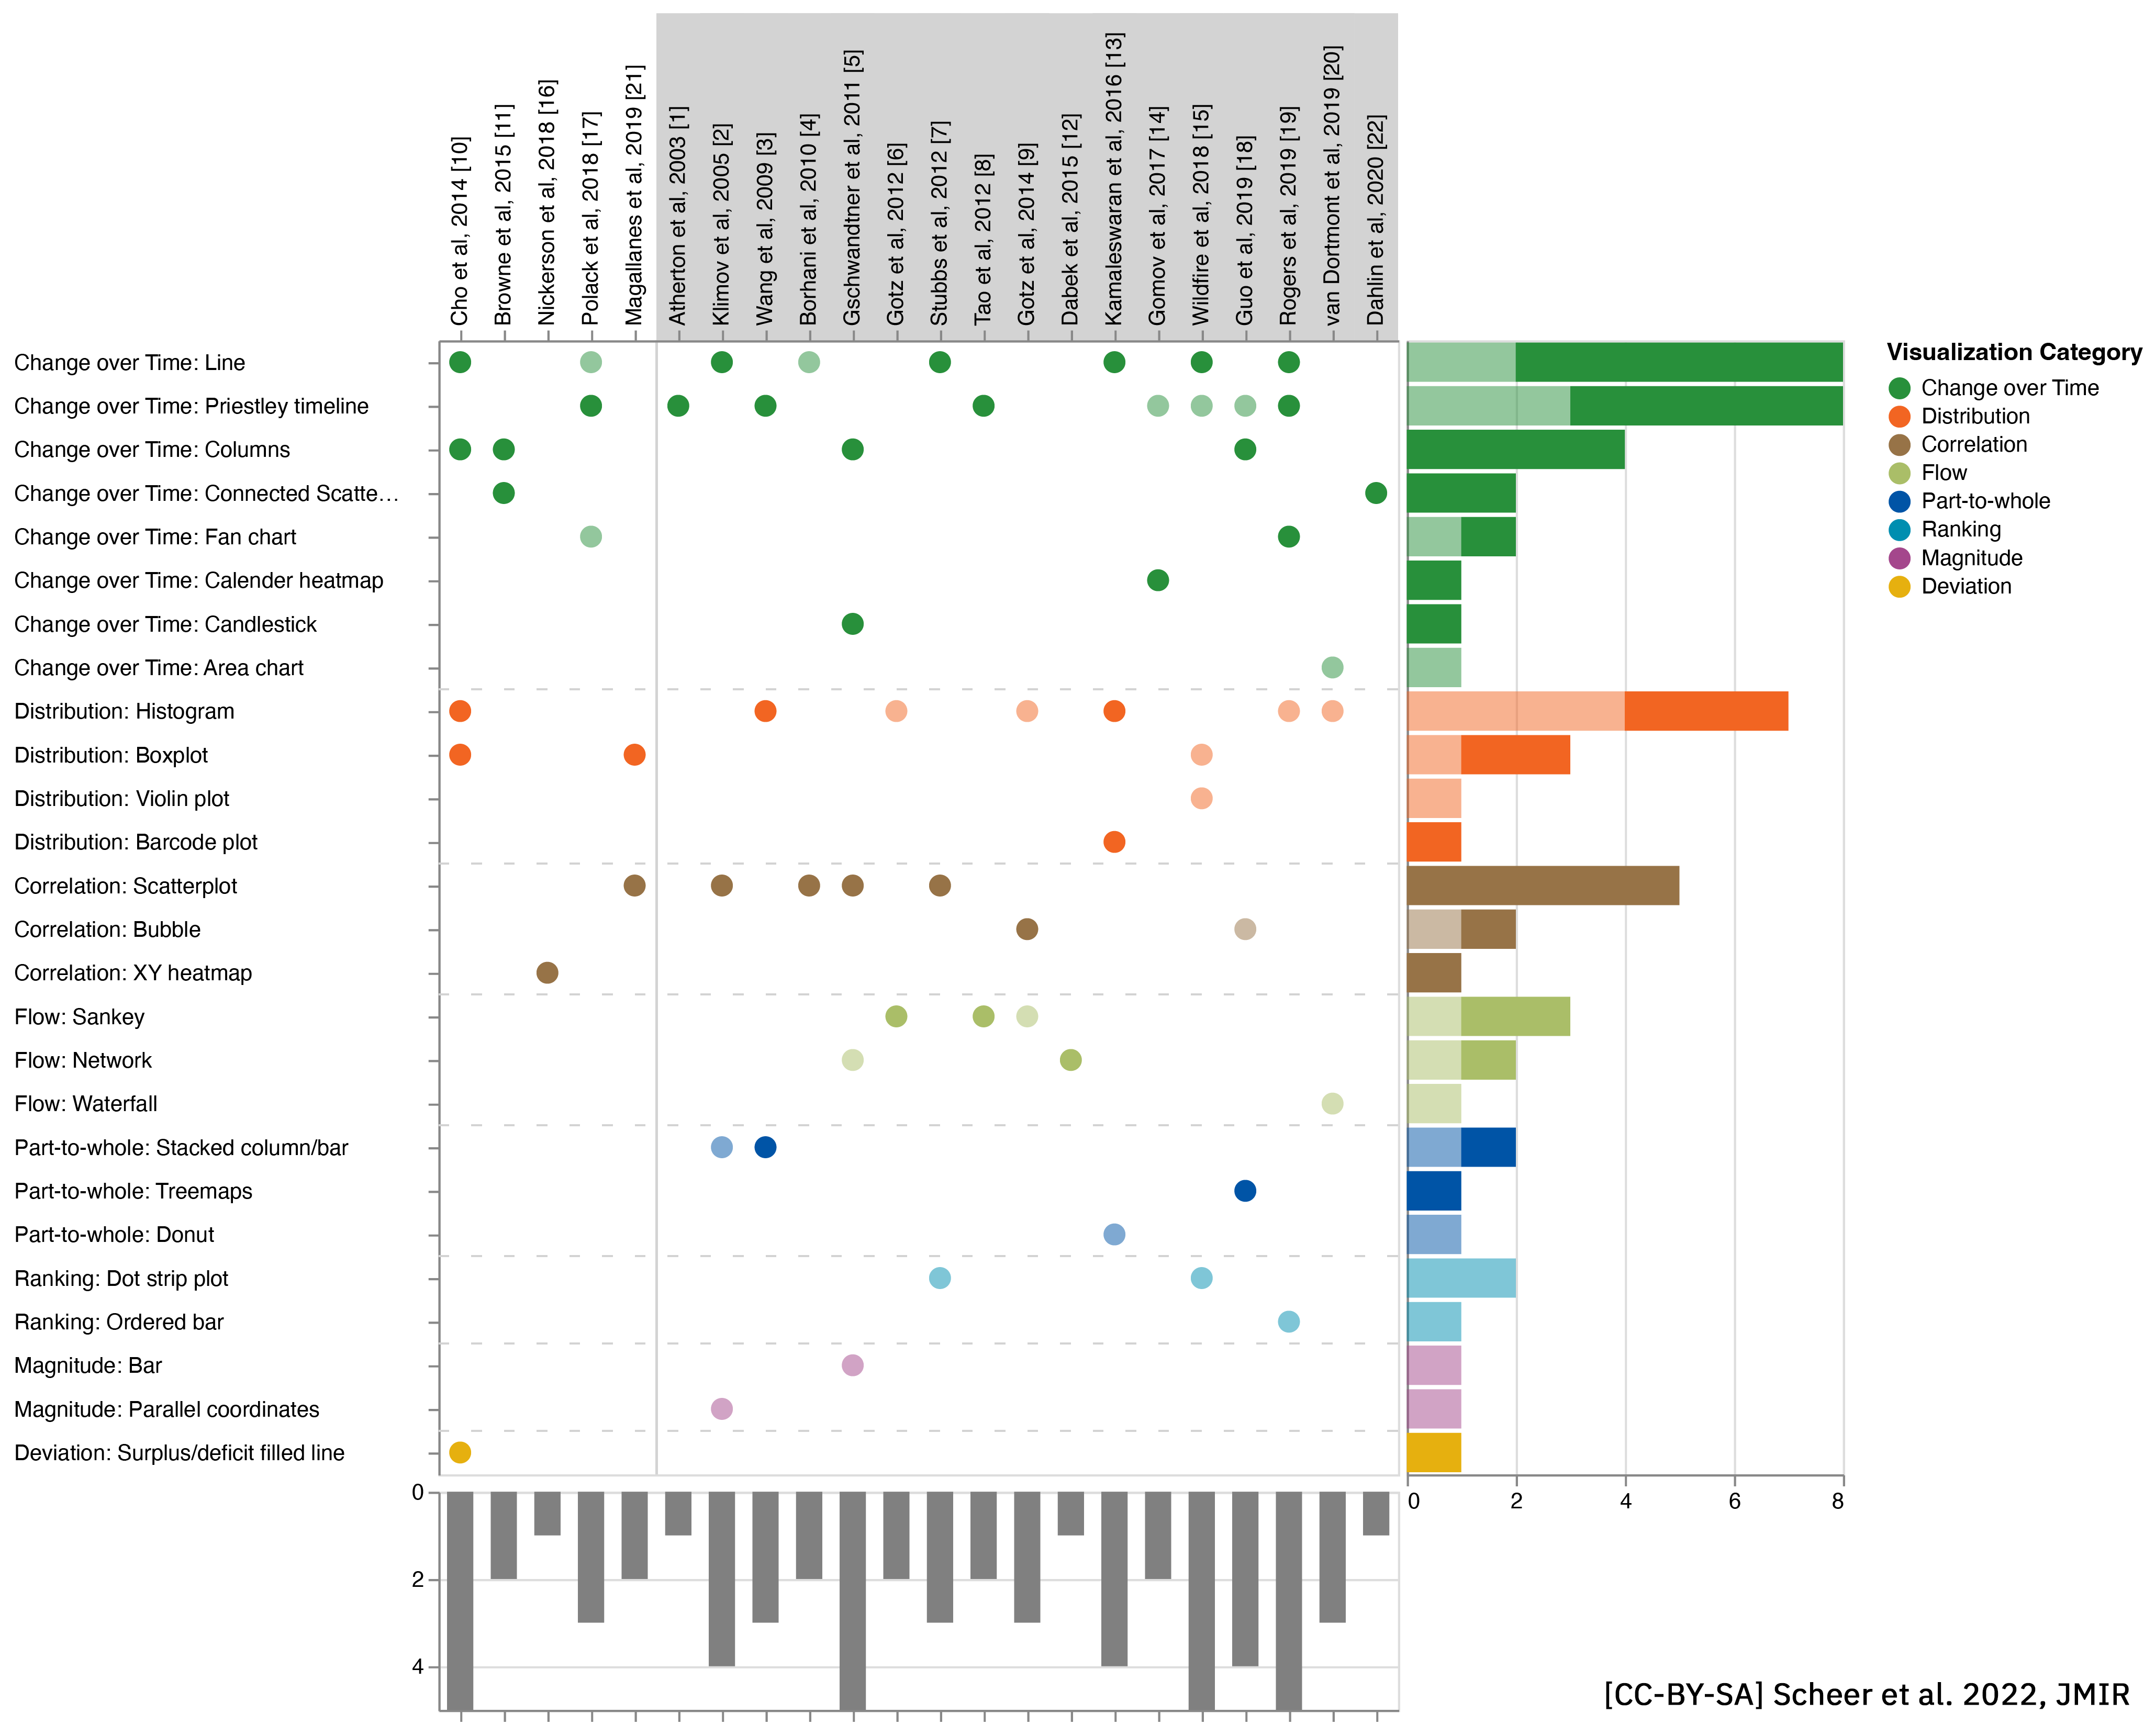 Cho et al, 2014 [10]
Browne et al, 2015 [11]
Nickerson et al, 2018 [16]
Polack et al, 2018 [17]
Magallanes et al, 2019 [21]
Atherton et al, 2003 [1]
Klimov et al, 2005 [2]
Wang et al, 2009 [3]
Borhani et al, 2010 [4]
Gschwandtner et al, 2011 [5]
Gotz et al, 2012 [6]
Stubbs et al, 2012 [7]
Tao et al, 2012 [8]
Gotz et al, 2014 [9]
Dabek et al, 2015 [12]
Kamaleswaran et al, 2016 [13]
Gomov et al, 2017 [14]
Wildfire et al, 2018 [15]
Guo et al, 2019 [18]
Rogers et al, 2019 [19]
van Dortmont et al, 2019 [20]
Dahlin et al, 2020 [22]
Change over Time: Line
Change over Time: Priestley timeline
Change over Time: Columns
Change over Time: Connected Scatte…
Change over Time: Fan chart
Change over Time: Calender heatmap
Change over Time: Candlestick
Change over Time: Area chart
Distribution: Histogram
Distribution: Boxplot
Distribution: Violin plot
Distribution: Barcode plot
Correlation: Scatterplot
Correlation: Bubble
Correlation: XY heatmap
Flow: Sankey
Flow: Network
Flow: Waterfall
Part-to-whole: Stacked column/bar
Part-to-whole: Treemaps
Part-to-whole: Donut
Ranking: Dot strip plot
Ranking: Ordered bar
Magnitude: Bar
Magnitude: Parallel coordinates
Deviation: Surplus/deficit filled line
Visualization Category
Change over Time
Distribution
Correlation
Flow
Part-to-whole
Ranking
Magnitude
Deviation
0 2 4 6 8
0
2
4
[CC-BY-SA] Scheer et al. 2022, JMIR